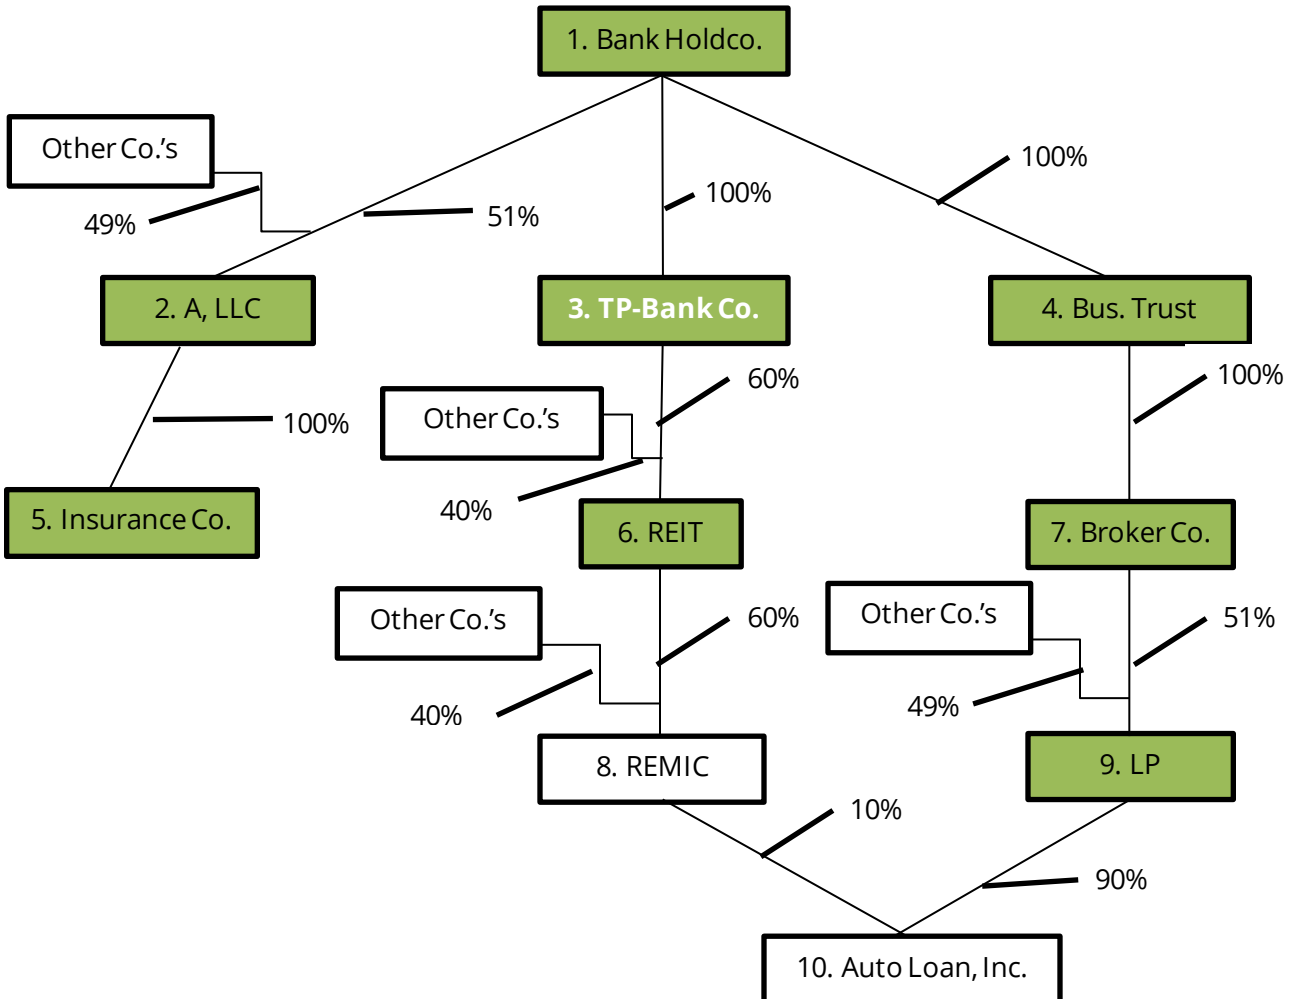 1. Bank Holdco.
Other Co.'s
100%
49%
51%
100%
2. A, LLC
3. TP-Bank Co.
4. Bus. Trust
60%
100%
Other Co.'s
100%
40%
5. Insurance Co.
6. REIT
7. Broker Co.
Other Co.'s
60%
Other Co.'s
51%
40%
49%
8. REMIC
9. LP
10%
90%
10. Auto Loan, Inc.